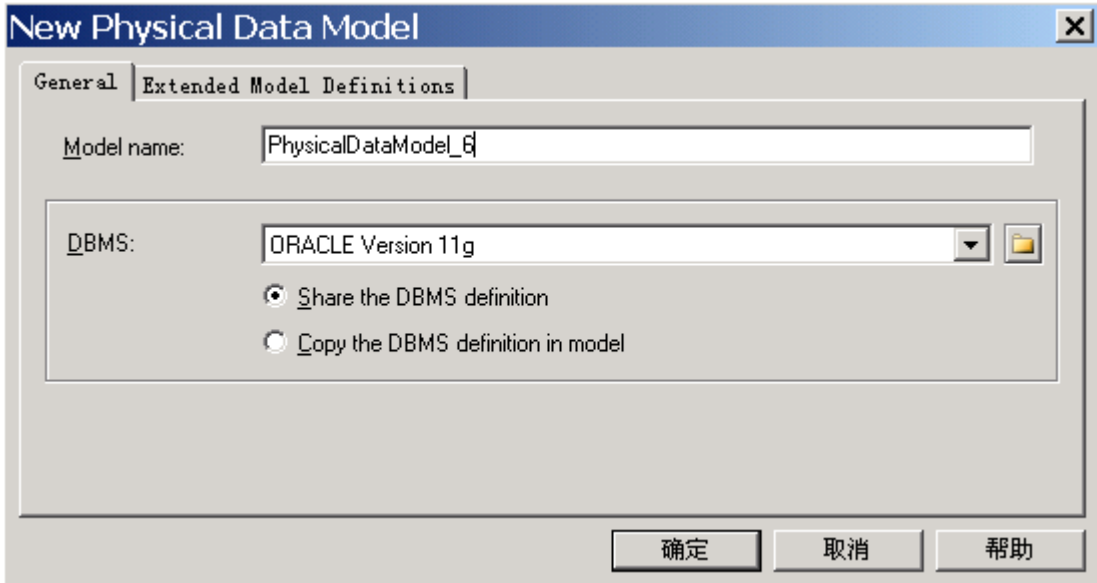 New Physical Data Model
General Extended Model Definitions
Model name: PhysicalDataModel_6
DBMS: ORACLE Version 11g
Share the DBMS definition
Copy the DBMS definition in model
确定 取消 帮助